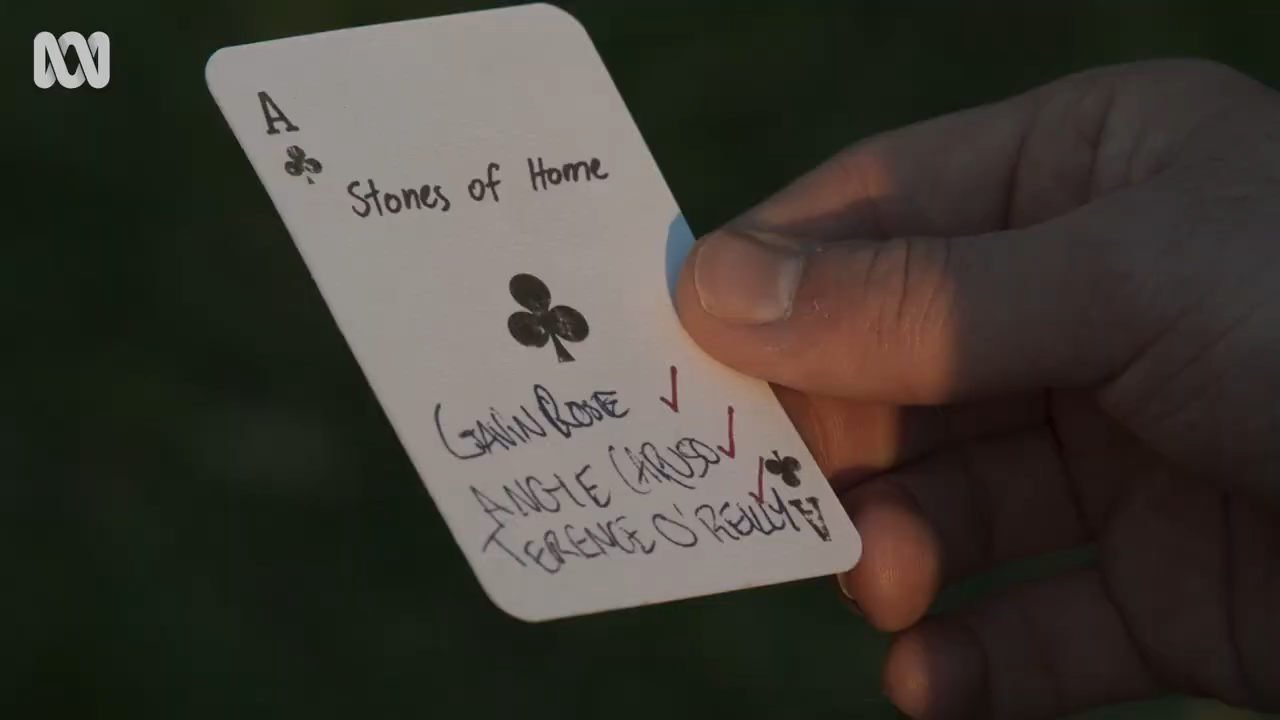 A
Stones of Home
GAVIN ROSE
ANGIE CARUSO
TERENCE O'REILLY
A